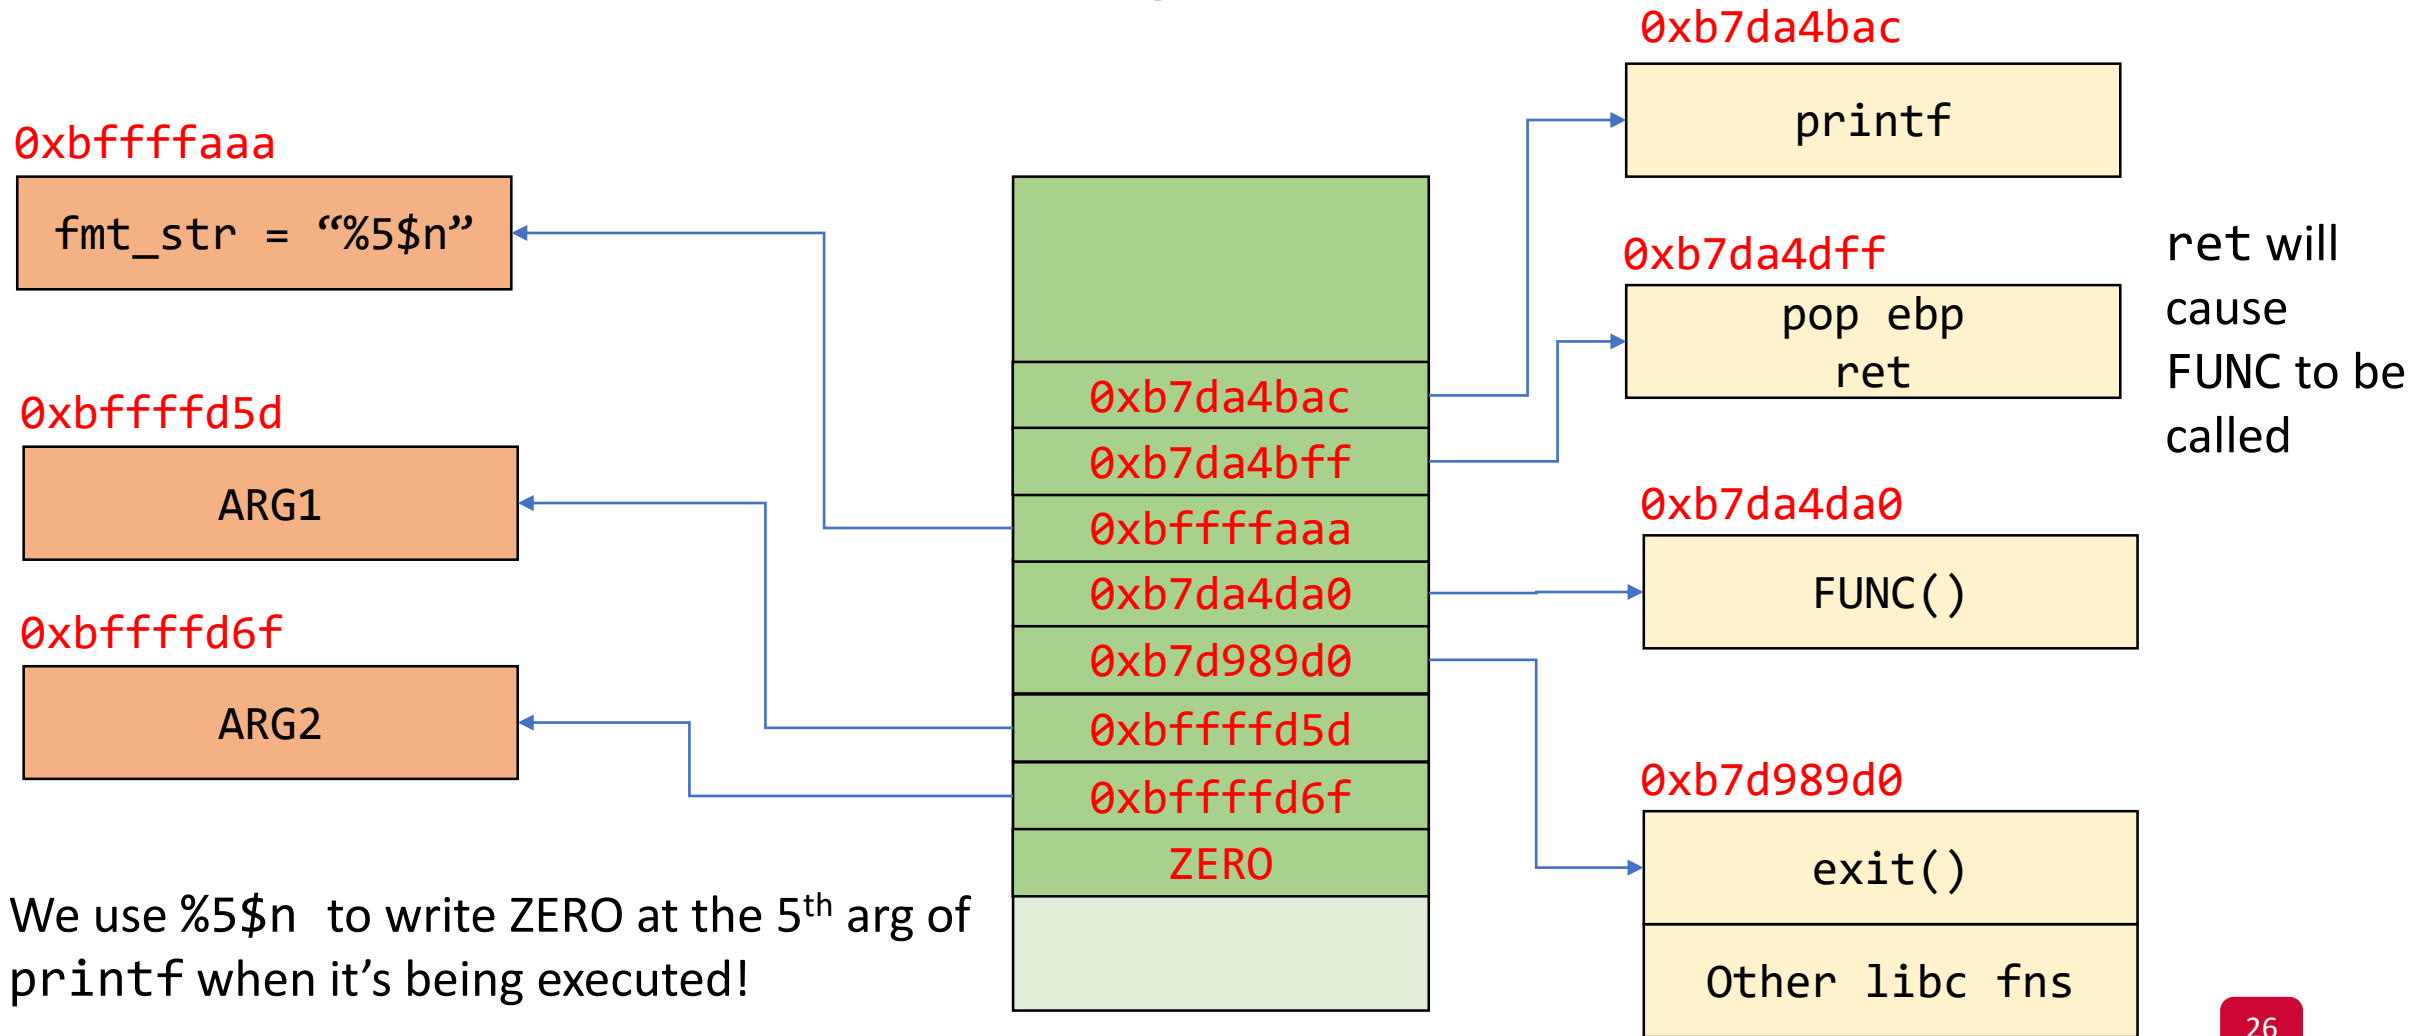 0xbffffaaa
fmt_str = “%5$n”
0xbffffd5d
ARG1
0xbffffd6f
ARG2
We use %5$n to write ZERO at the 5th arg of
printf when it’s being executed!
0xb7da4bac
0xb7da4bff
0xbffffaaa
0xb7da4da0
0xb7d989d0
0xbffffd5d
0xbffffd6f
ZERO
0xb7da4bac
printf
0xb7da4dff
pop ebp
ret
ret will
cause
FUNC to be
called
0xb7da4da0
FUNC()
0xb7d989d0
exit()
Other libc fns
26